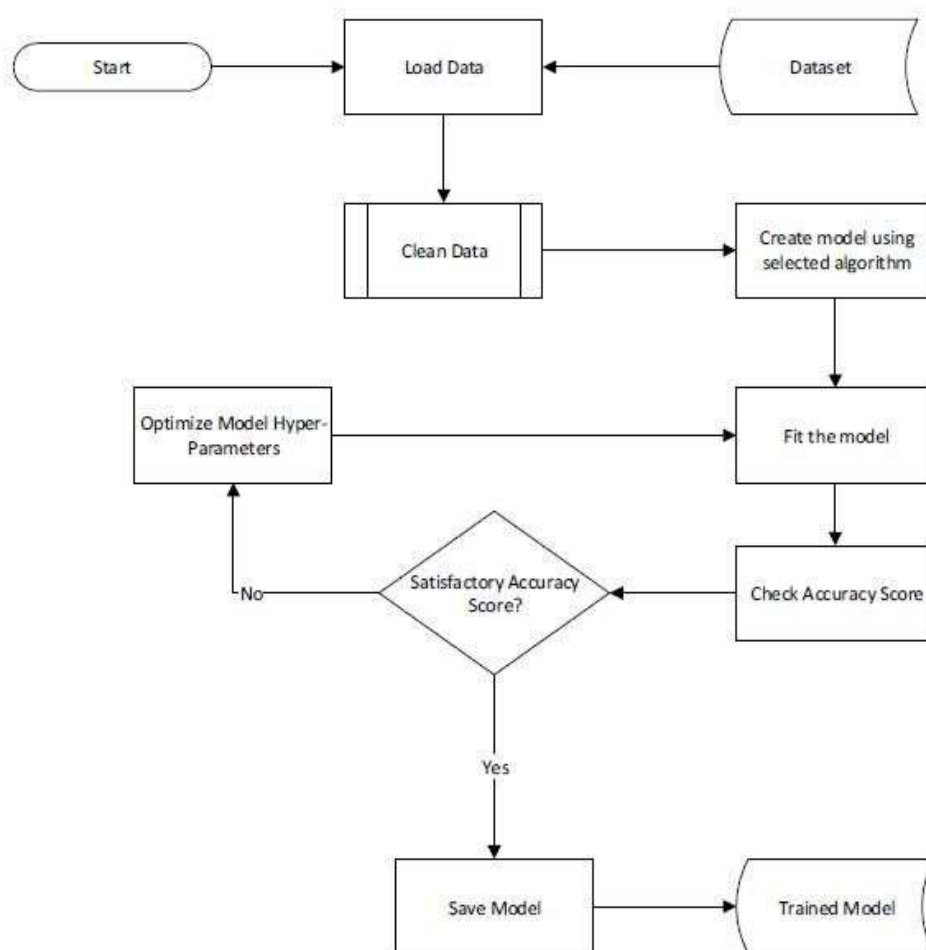 Start
Load Data
Dataset
Clean Data
Create model using
selected algorithm
Optimize Model Hyper-
Parameters
Fit the model
Satisfactory Accuracy
Score?
No
Check Accuracy Score
Yes
Save Model
Trained Model